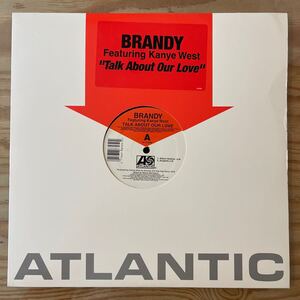 BRANDY
Featuring Kanye West
"Talk About Our Love"
BRANDY
Featuring Kanye West
TALK ABOUT OUR LOVE
A
ATLANTIC